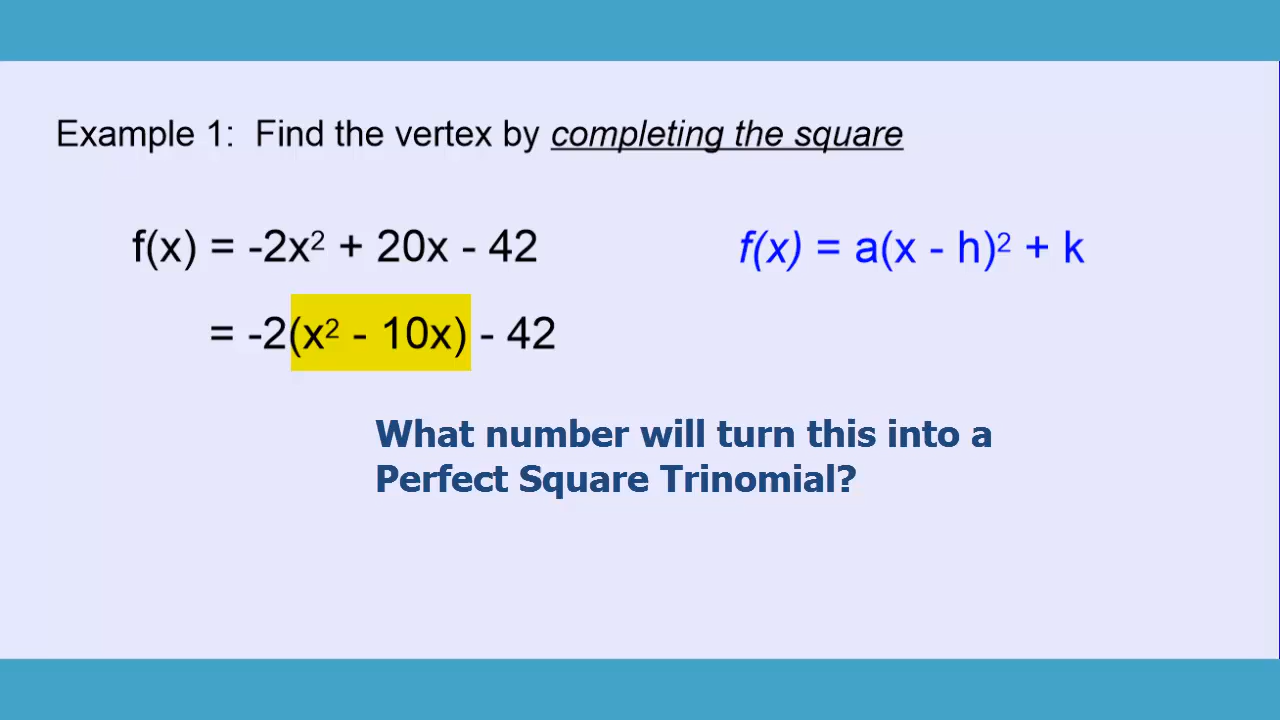 Example 1: Find the vertex by completing the square
f(x) = -2x² + 20x - 42
f(x) = a(x - h)² + k
= -2(x² - 10x) - 42
What number will turn this into a
Perfect Square Trinomial?